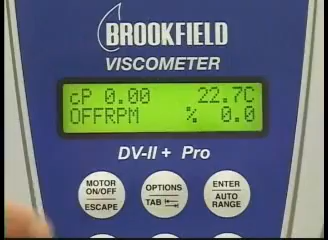 BROOKFIELD
VISCOMETER
cP 0.00 22.7C
OFFRPM % 0.0
DV-II+ Pro
MOTOR ON/OFF
ESCAPE
OPTIONS
TAB
ENTER
AUTO RANGE